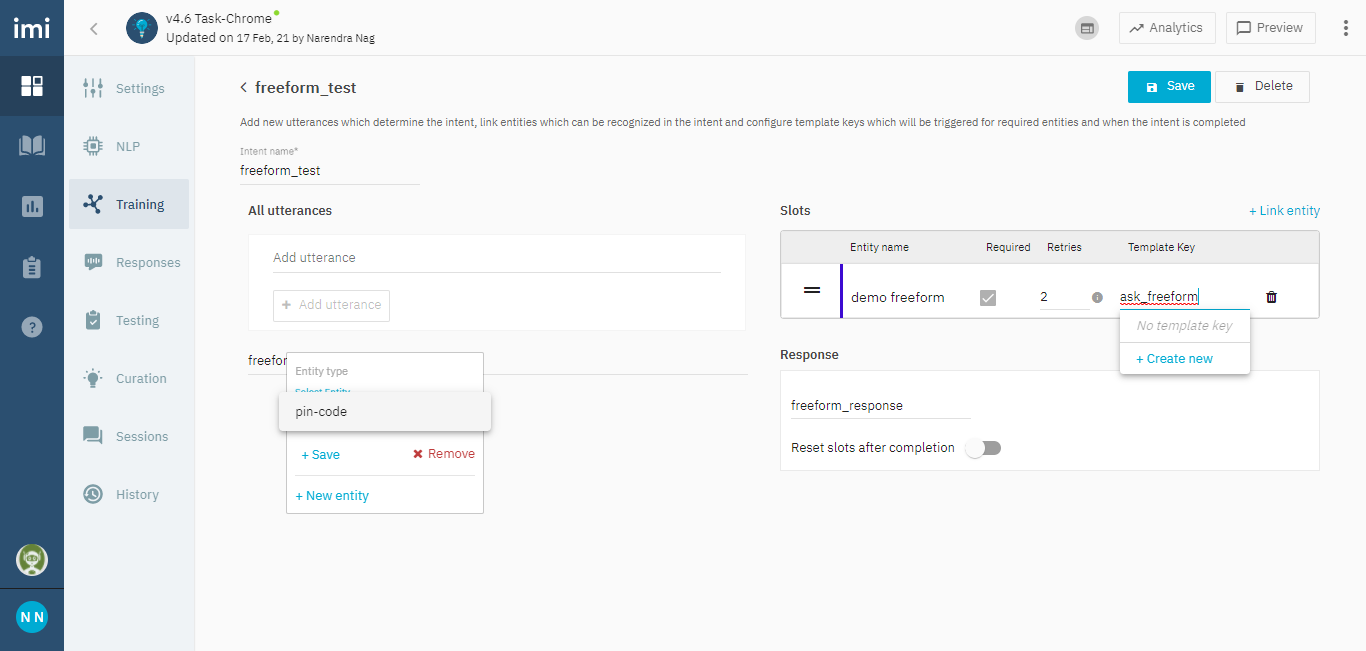 imi
v4.6 Task-Chrome
Updated on 17 Feb, 21 by Narendra Nag
Analytics
Preview
Settings
NLP
Training
Responses
Testing
Curation
Sessions
History
N N
freeform_test
Save
Delete
Add new utterances which determine the intent, link entities which can be recognized in the intent and configure template keys which will be triggered for required entities and when the intent is completed
Intent name*
freeform_test
All utterances
Add utterance
+ Add utterance
Entity type
Select Entity
pin-code
+ Save
Remove
+ New entity
Slots
+ Link entity
Entity name Required Retries Template Key
demo freeform 2 ask_freeform
No template key
+ Create new
Response
freeform_response
Reset slots after completion